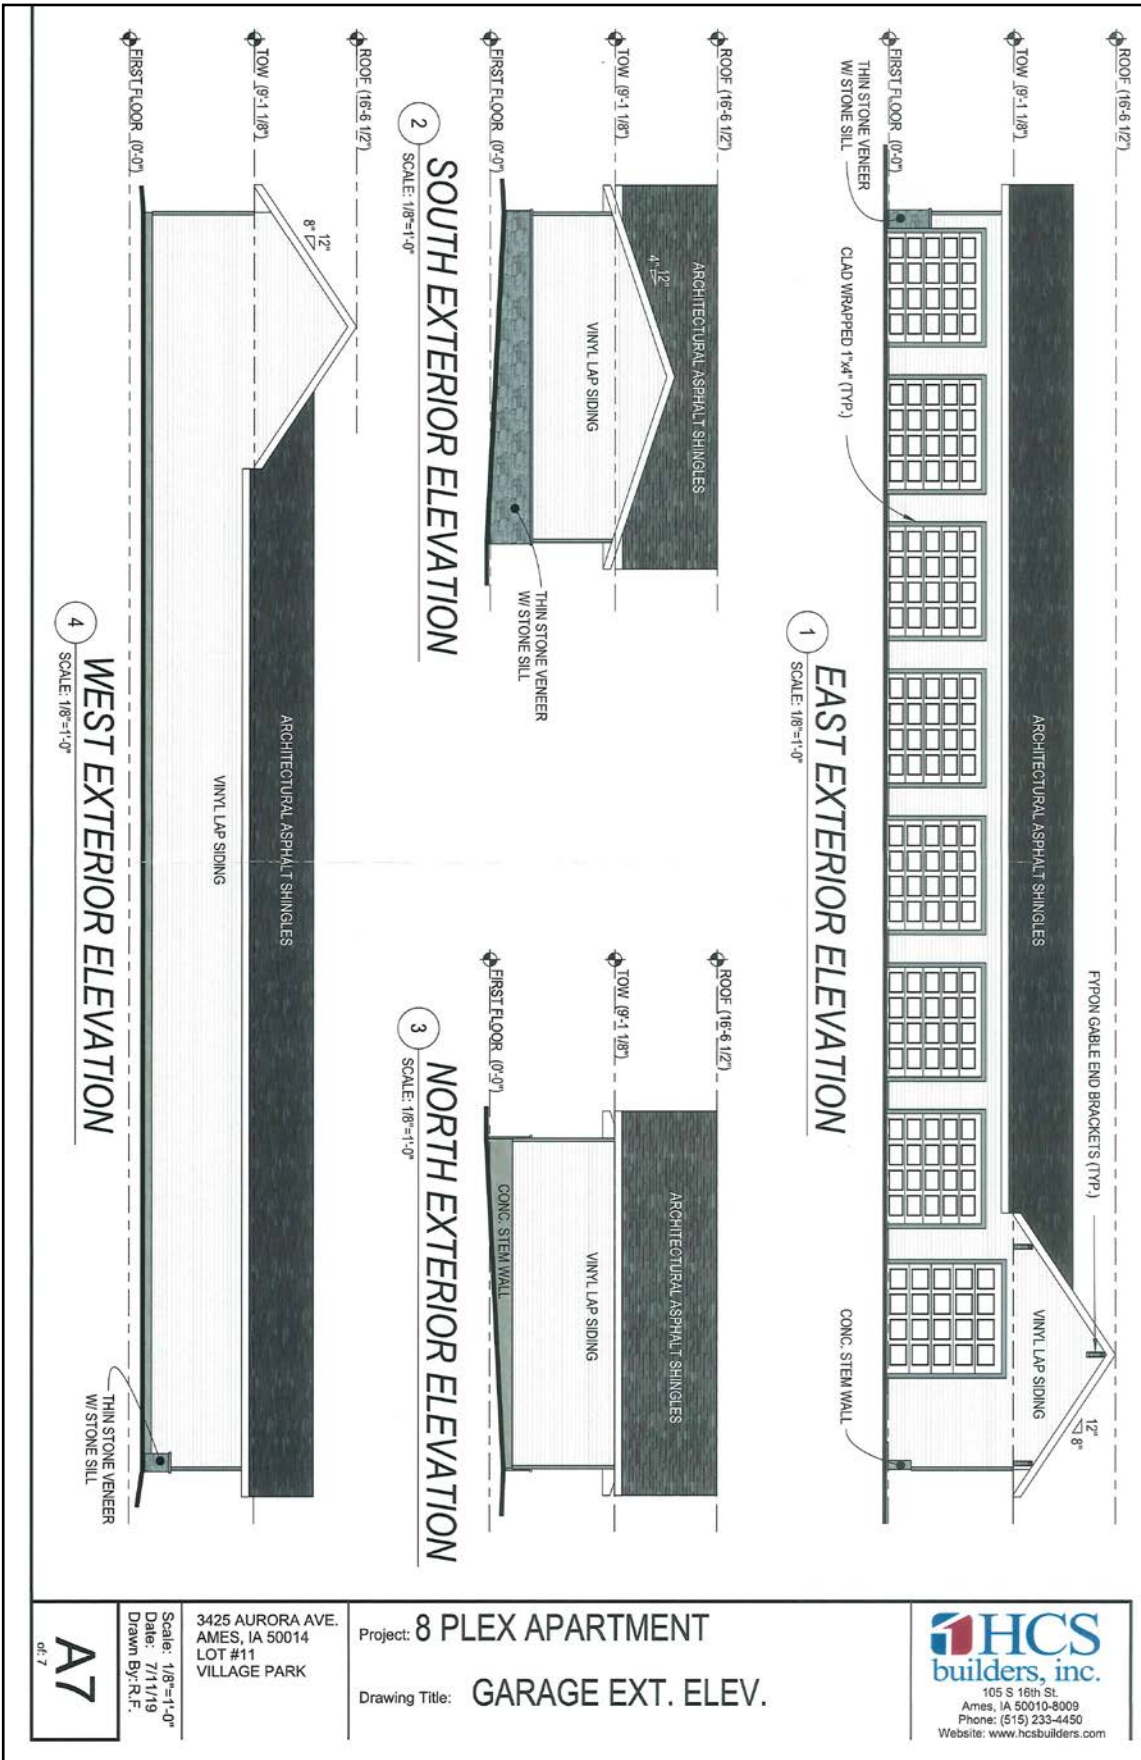 ROOF (16'-6 1/2")
TOW (9'-1 1/8")
FIRST FLOOR (0'-0")
THIN STONE VENEER
W/ STONE SILL
CLAD WRAPPED 1"x4" (TYP.)
ARCHITECTURAL ASPHALT SHINGLES
FYPON GABLE END BRACKETS (TYP.)
VINYL LAP SIDING
12"
8"
CONC. STEM WALL
1
EAST EXTERIOR ELEVATION
SCALE: 1/8"=1'-0"
ROOF (16'-6 1/2")
TOW (9'-1 1/8")
FIRST FLOOR (0'-0")
ARCHITECTURAL ASPHALT SHINGLES
12"
4"
VINYL LAP SIDING
THIN STONE VENEER
W/ STONE SILL
2
SOUTH EXTERIOR ELEVATION
SCALE: 1/8"=1'-0"
ROOF (16'-6 1/2")
TOW (9'-1 1/8")
FIRST FLOOR (0'-0")
ARCHITECTURAL ASPHALT SHINGLES
VINYL LAP SIDING
CONC. STEM WALL
3
NORTH EXTERIOR ELEVATION
SCALE: 1/8"=1'-0"
ROOF (16'-6 1/2")
TOW (9'-1 1/8")
FIRST FLOOR (0'-0")
12"
8"
ARCHITECTURAL ASPHALT SHINGLES
VINYL LAP SIDING
THIN STONE VENEER
W/ STONE SILL
4
WEST EXTERIOR ELEVATION
SCALE: 1/8"=1'-0"
HCS
builders, inc.
105 S 16th St.
Ames, IA 50010-8009
Phone: (515) 233-4450
Website: www.hcsbuilders.com
Project: 8 PLEX APARTMENT
Drawing Title: GARAGE EXT. ELEV.
3425 AURORA AVE.
AMES, IA 50014
LOT #11
VILLAGE PARK
Scale: 1/8"=1'-0"
Date: 7/11/19
Drawn By: R.F.
A7
of: 7